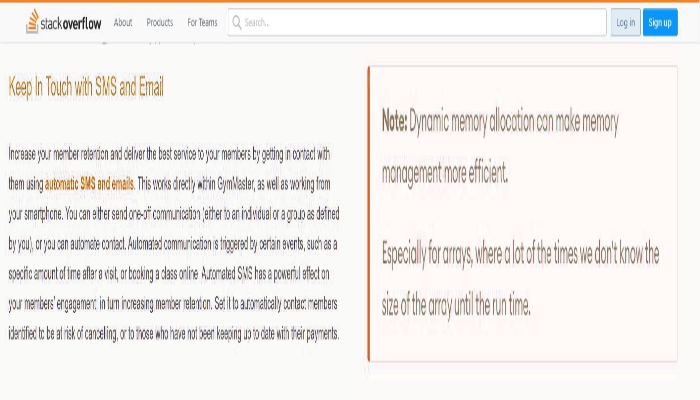 stackoverflow About Products For Teams Search... Log in Sign up
Keep In Touch with SMS and Email
Increase your member retention and deliver the best service to your members by getting in contact with
them using automatic SMS and emails. This works directly within GymMaster, as well as working from
your smartphone. You can either send one-off communication (either to an individual or a group as defined
by you), or you can automate contact. Automated communication is triggered by certain events, such as a
specific amount of time after a visit, or booking a class online. Automated SMS has a powerful effect on
your members' engagement, in turn increasing member retention. Set it to automatically contact members
identified to be at risk of cancelling, or to those who have not been keeping up to date with their payments.
Note: Dynamic memory allocation can make memory
management more efficient.
Especially for arrays, where a lot of the times we don't know the
size of the array until the run time.